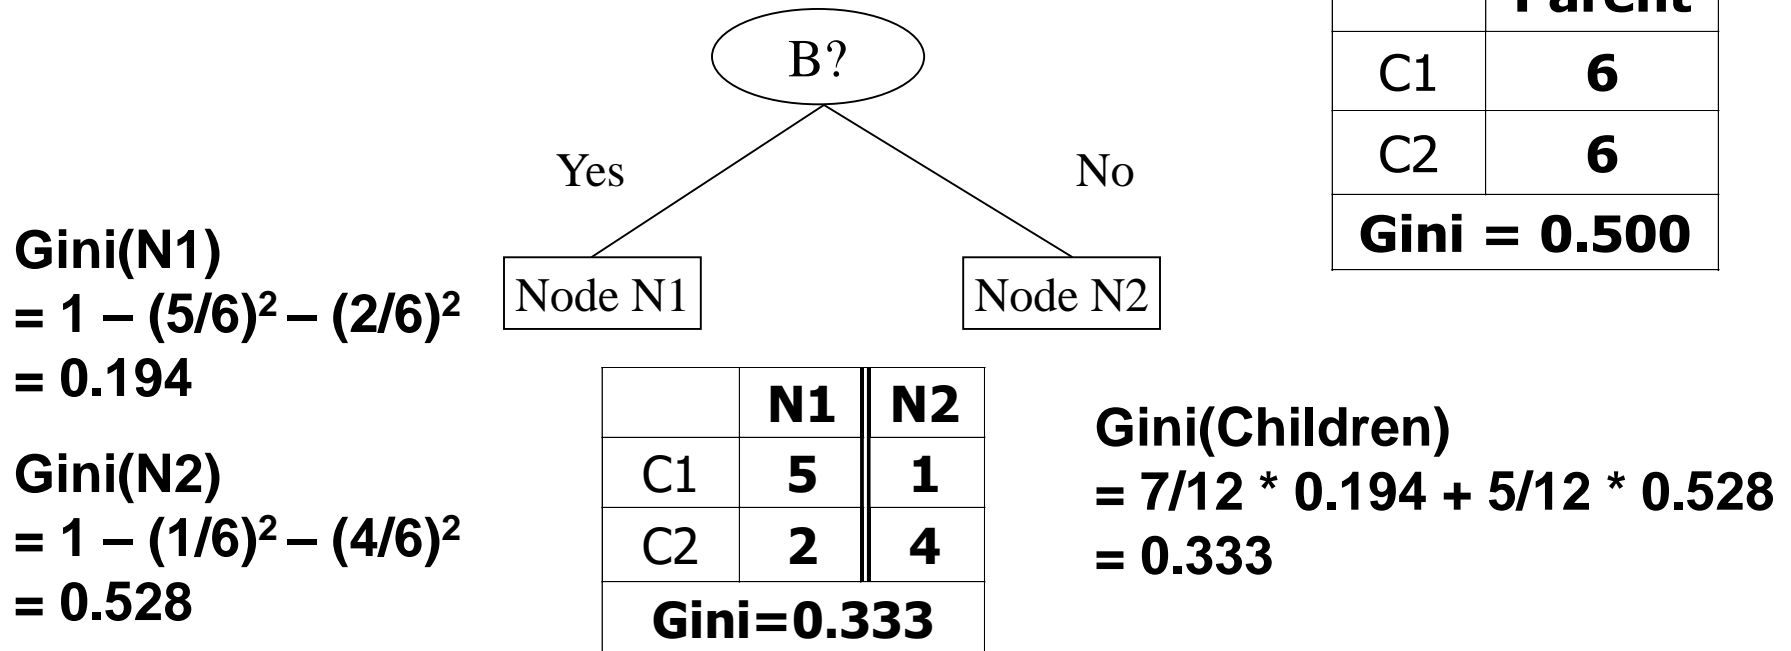 B?
Yes
No
Node N1
Node N2
Parent
C1 6
C2 6
Gini = 0.500
Gini(N1)
= 1 – (5/6)² – (2/6)²
= 0.194
Gini(N2)
= 1 – (1/6)² – (4/6)²
= 0.528
N1 N2
C1 5 1
C2 2 4
Gini=0.333
Gini(Children)
= 7/12 * 0.194 + 5/12 * 0.528
= 0.333